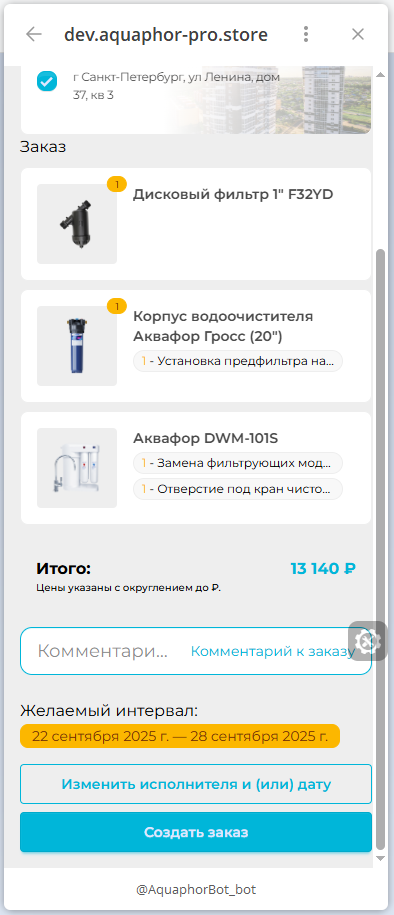 dev.aquaphor-pro.store
г Санкт-Петербург, ул Ленина, дом
37, кв 3
Заказ
1
Дисковый фильтр 1" F32YD
1
Корпус водоочистителя
Аквафор Гросс (20")
1 - Установка предфильтра на...
Аквафор DWM-101S
1 - Замена фильтрующих мод...
1 - Отверстие под кран чисто...
Итого: 13 140 ₽
Цены указаны с округлением до ₽.
Комментари... Комментарий к заказу
Желаемый интервал:
22 сентября 2025 г. — 28 сентября 2025 г.
Изменить исполнителя и (или) дату
Создать заказ
@AquaphorBot_bot